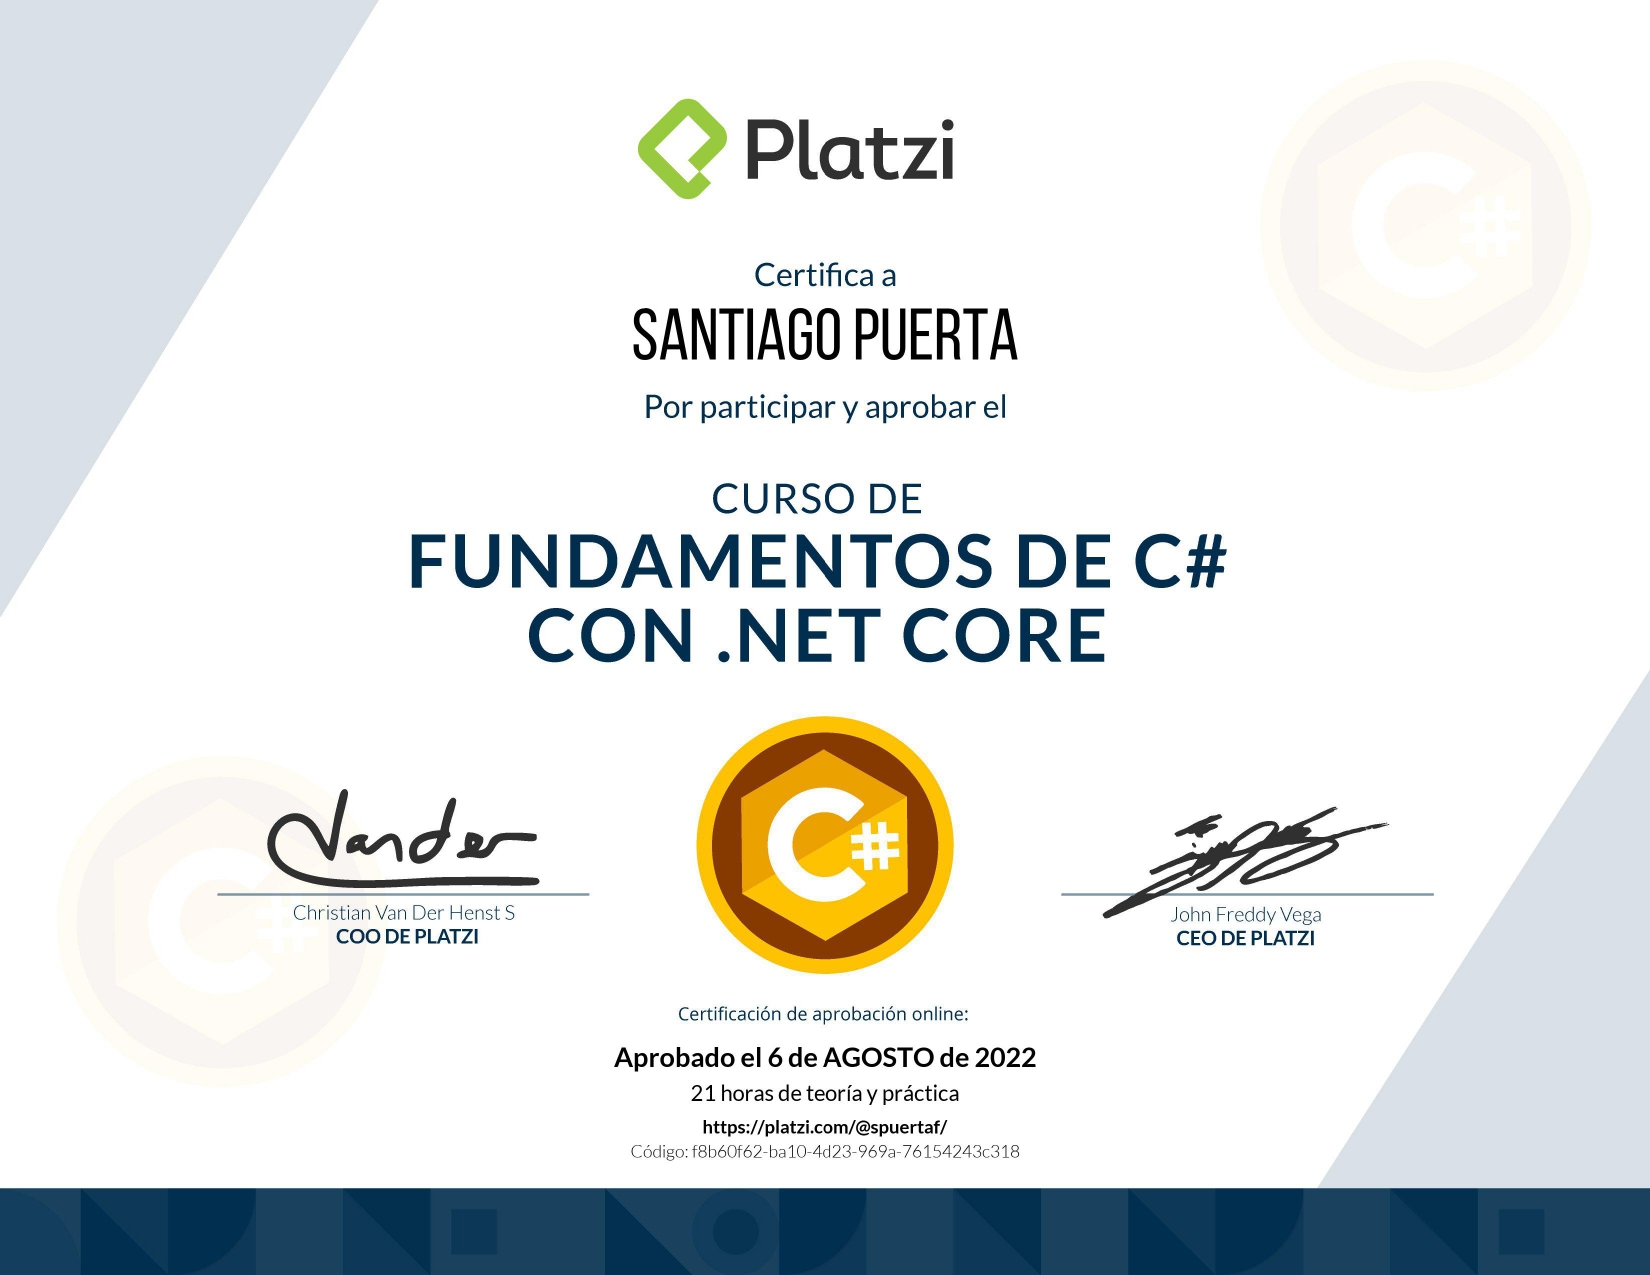 Platzi
Certifica a
SANTIAGO PUERTA
Por participar y aprobar el
CURSO DE
FUNDAMENTOS DE C#
CON .NET CORE
C#
C#
C#
Vander
Christian Van Der Henst S
COO DE PLATZI
John Freddy Vega
CEO DE PLATZI
Certificación de aprobación online:
Aprobado el 6 de AGOSTO de 2022
21 horas de teoría y práctica
https://platzi.com/@spuertaf/
Código: f8b60f62-ba10-4d23-969a-76154243c318